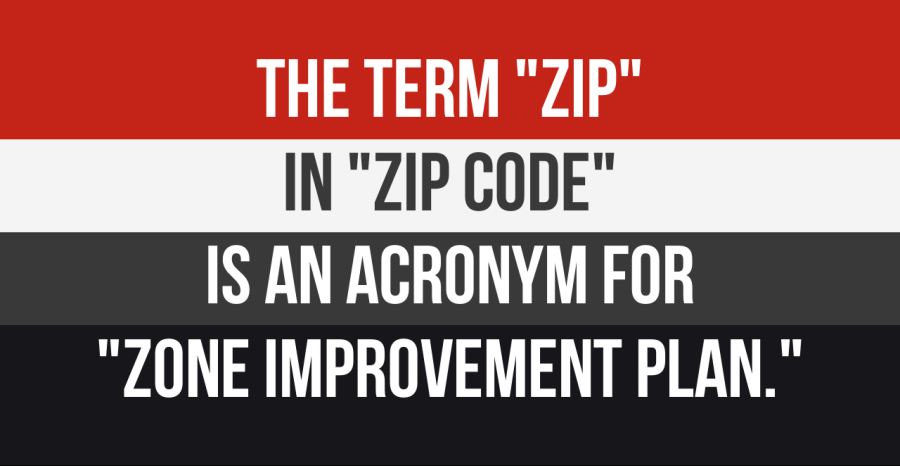 THE TERM "ZIP"
IN "ZIP CODE"
IS AN ACRONYM FOR
"ZONE IMPROVEMENT PLAN."